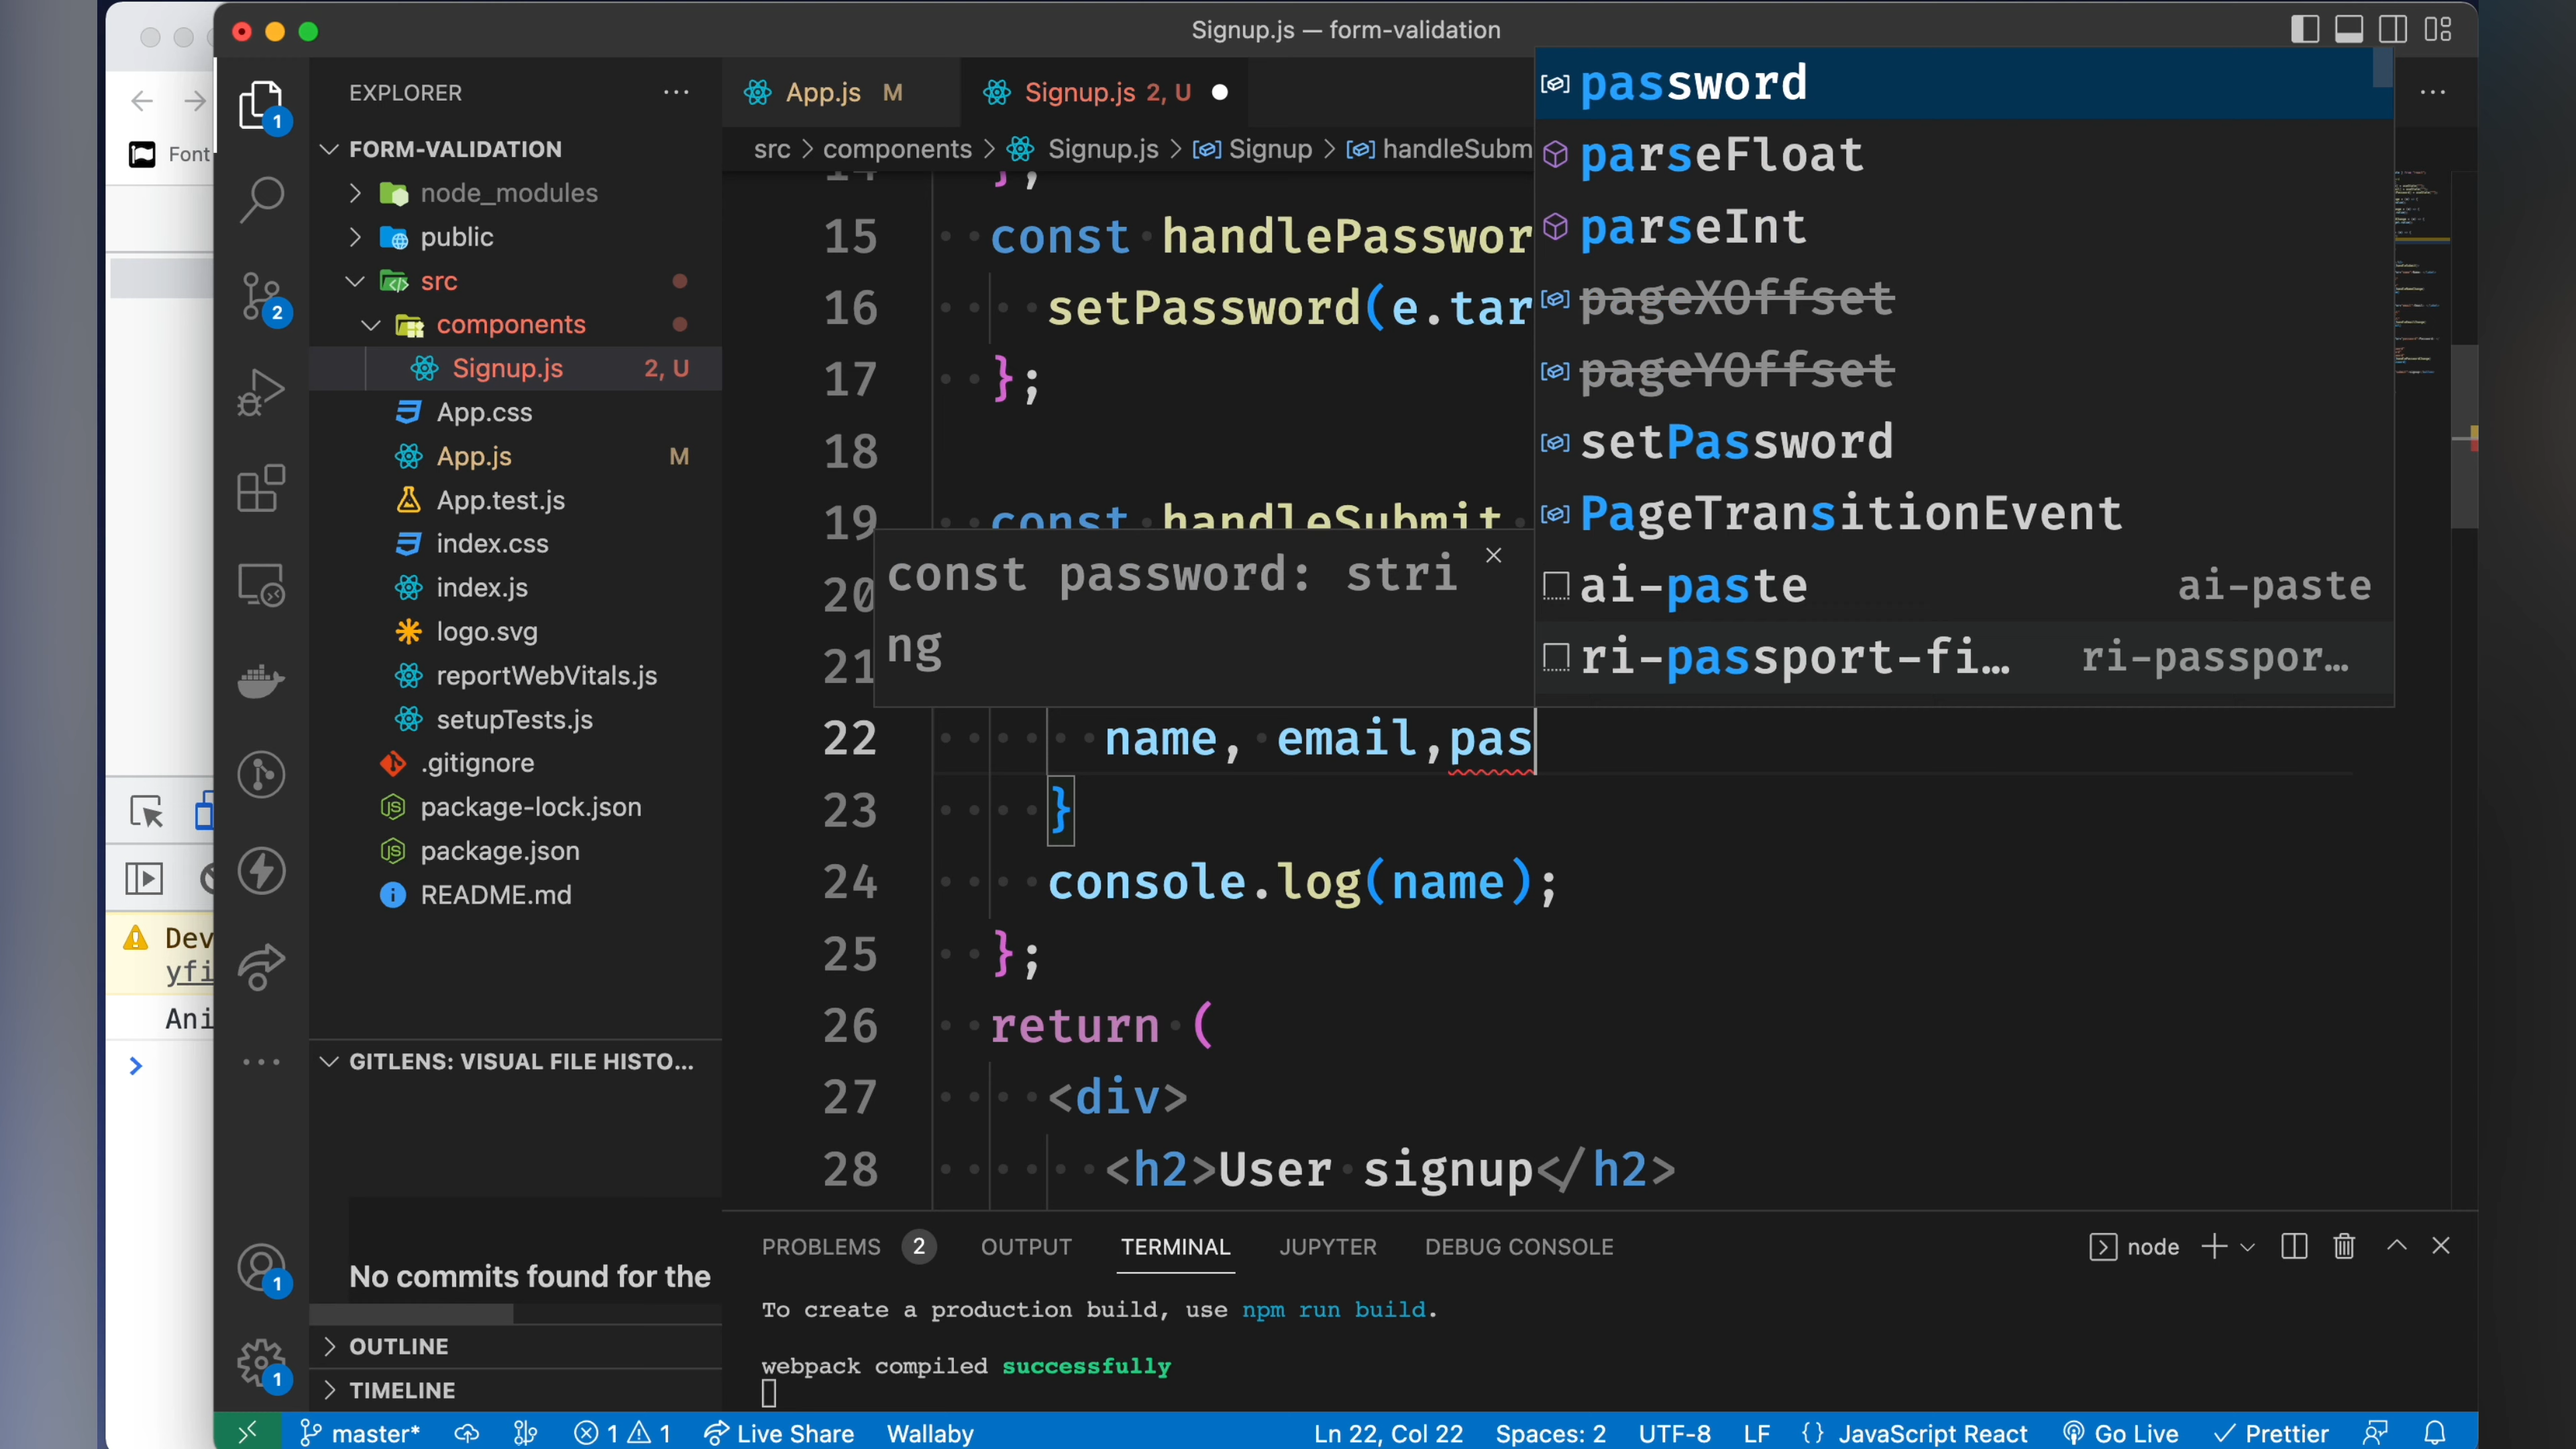 Signup.js — form-validation
Font
EXPLORER
FORM-VALIDATION
node_modules
public
src
components
Signup.js 2, U
App.css
App.js M
App.test.js
index.css
index.js
logo.svg
reportWebVitals.js
setupTests.js
.gitignore
package-lock.json
package.json
README.md
GITLENS: VISUAL FILE HISTO...
No commits found for the
OUTLINE
TIMELINE
1
2
1
1
Dev
yfi
Ani
App.js M
Signup.js 2, U
src > components > Signup.js > Signup > handleSubm
14 };
15 const handlePasswor
16 setPassword(e.tar
17 };
18
19 const handleSubmit
20
21
22 name, email,pas
23 }
24 console.log(name);
25 };
26 return (
27 <div>
28 <h2>User signup</h2>
const password: stri
ng
password
parseFloat
parseInt
pageXOffset
pageYOffset
setPassword
PageTransitionEvent
ai-paste ai-paste
ri-passport-fi... ri-passpor...
PROBLEMS 2 OUTPUT TERMINAL JUPYTER DEBUG CONSOLE
node
To create a production build, use npm run build.
webpack compiled successfully
master* 1 1 Live Share Wallaby Ln 22, Col 22 Spaces: 2 UTF-8 LF {} JavaScript React Go Live Prettier